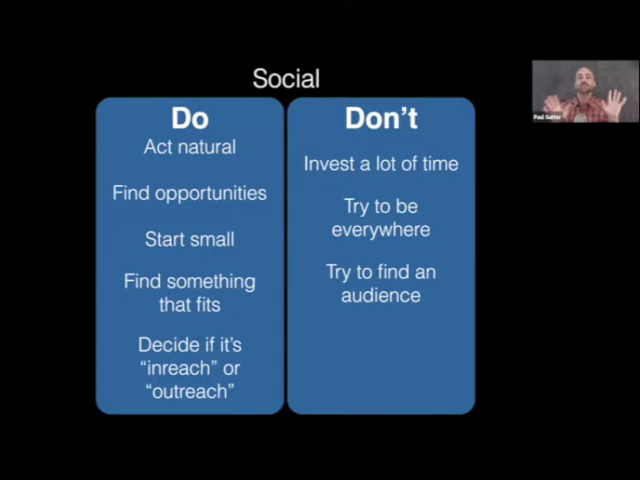 Social
Do
Act natural
Find opportunities
Start small
Find something
that fits
Decide if it's
“inreach” or
“outreach”
Don't
Invest a lot of time
Try to be
everywhere
Try to find an
audience
Paul Sutter